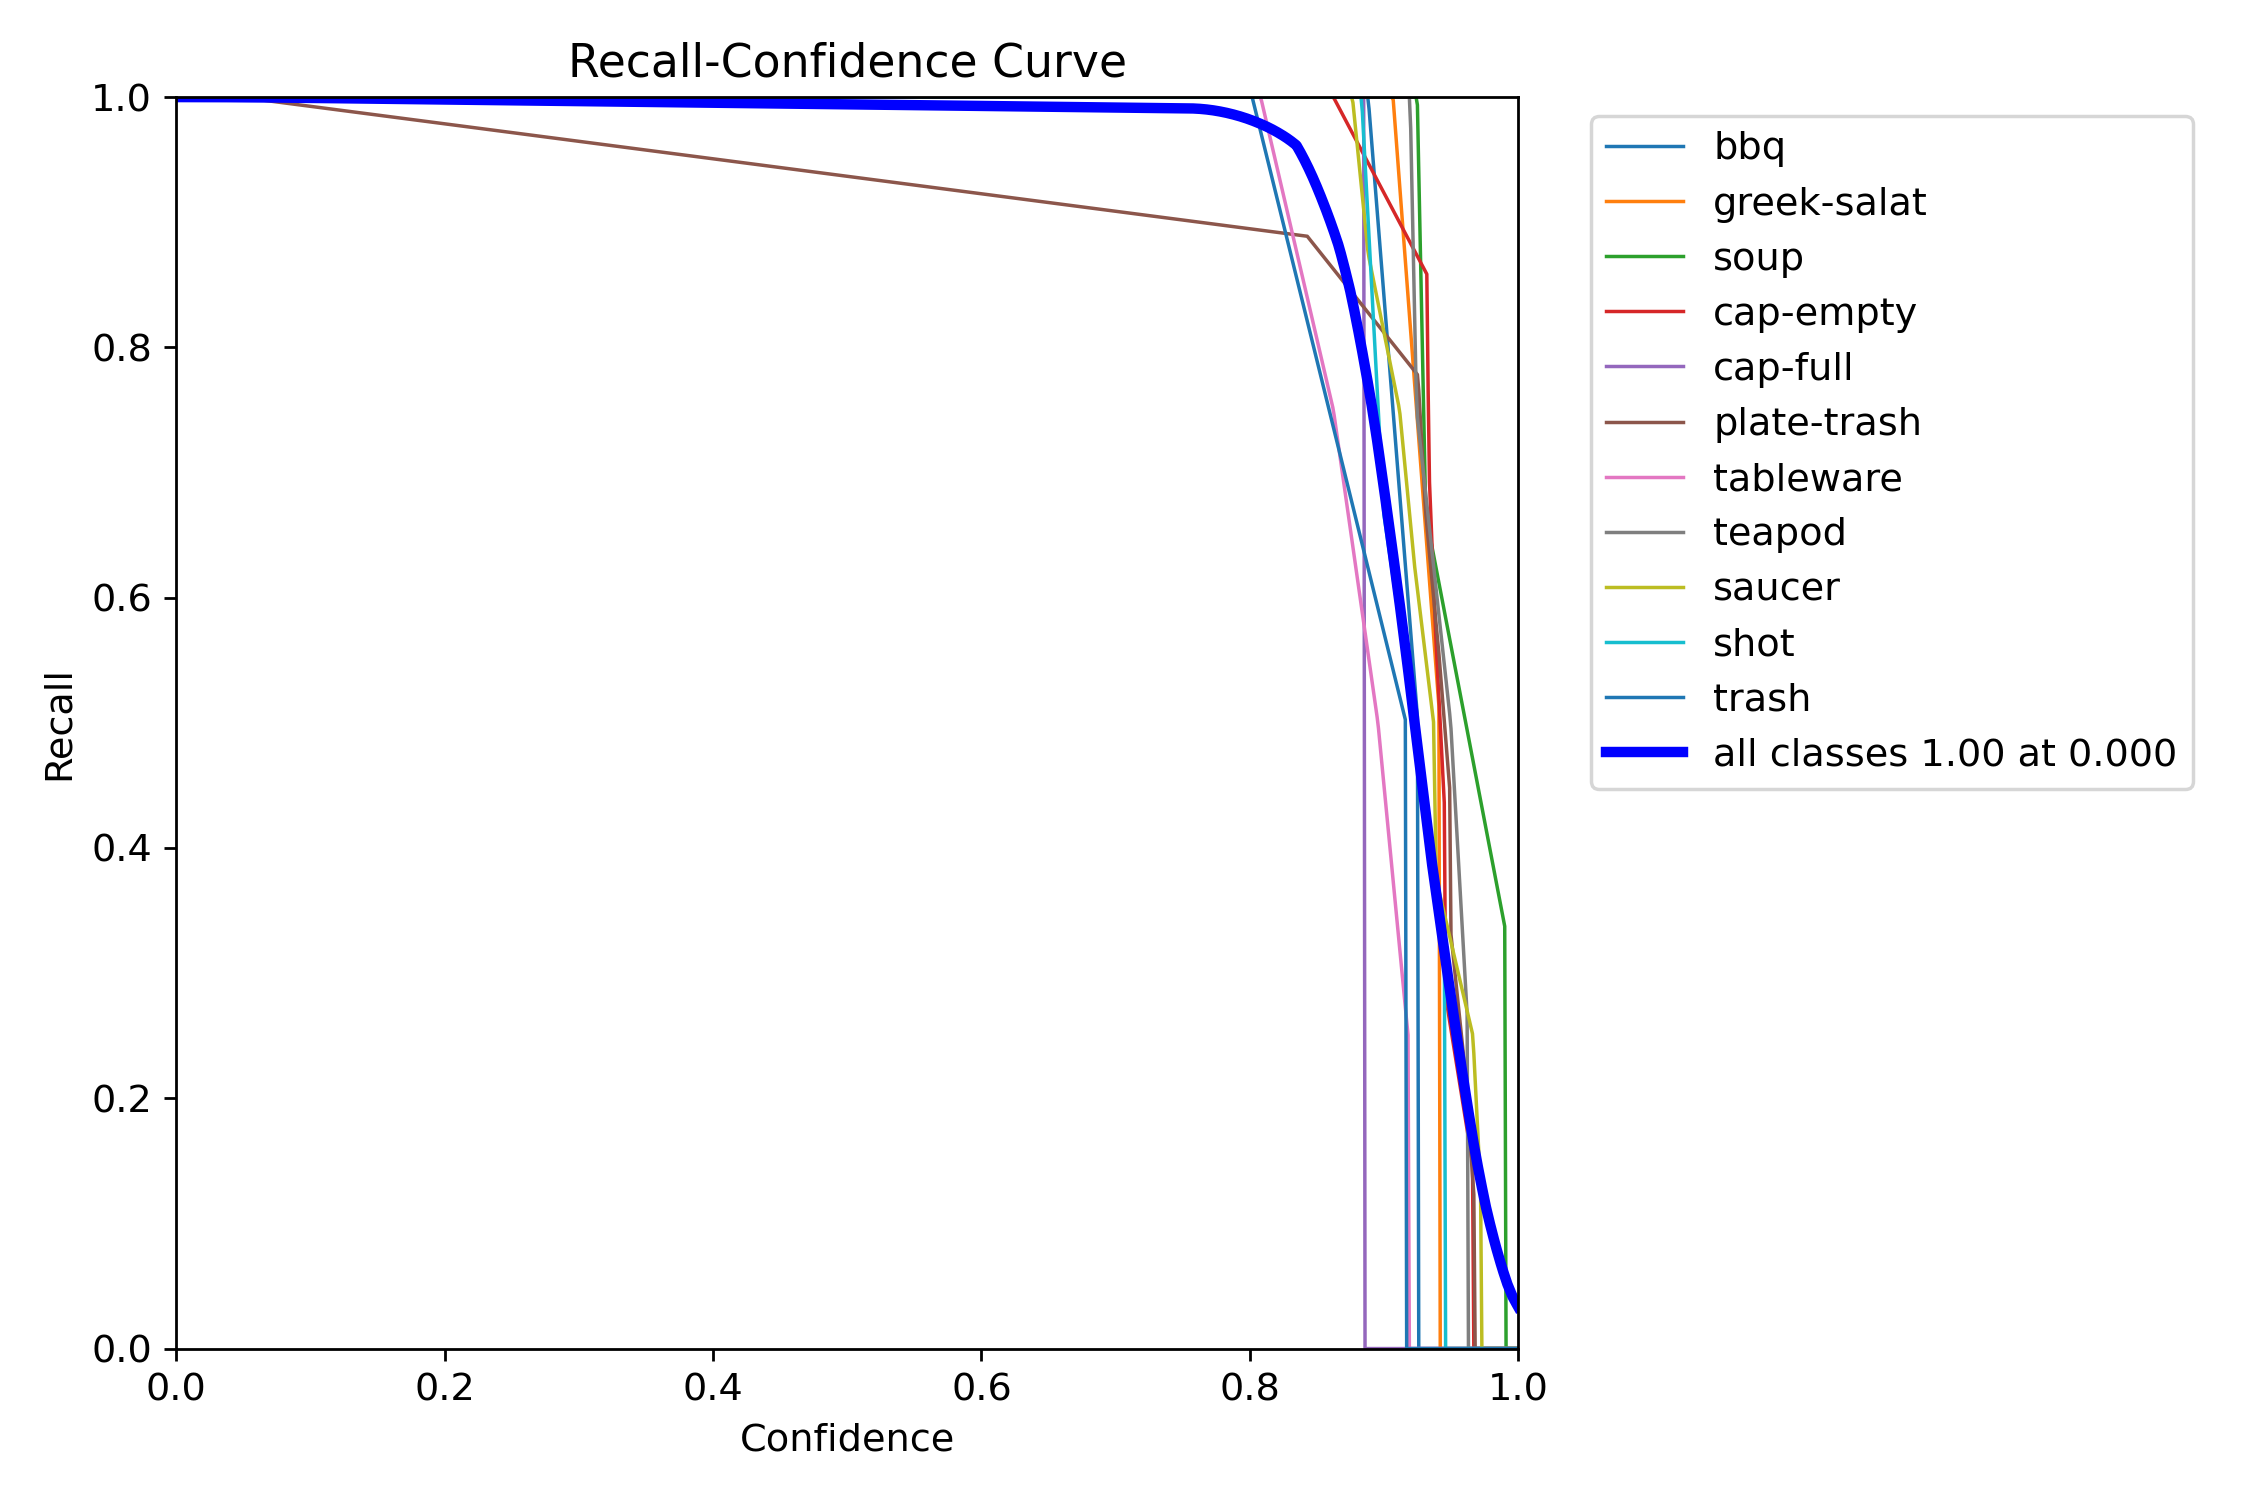 Recall-Confidence Curve
1.0
0.8
0.6
0.4
0.2
0.0
Recall
0.0 0.2 0.4 0.6 0.8 1.0
Confidence
bbq
greek-salat
soup
cap-empty
cap-full
plate-trash
tableware
teapod
saucer
shot
trash
all classes 1.00 at 0.000